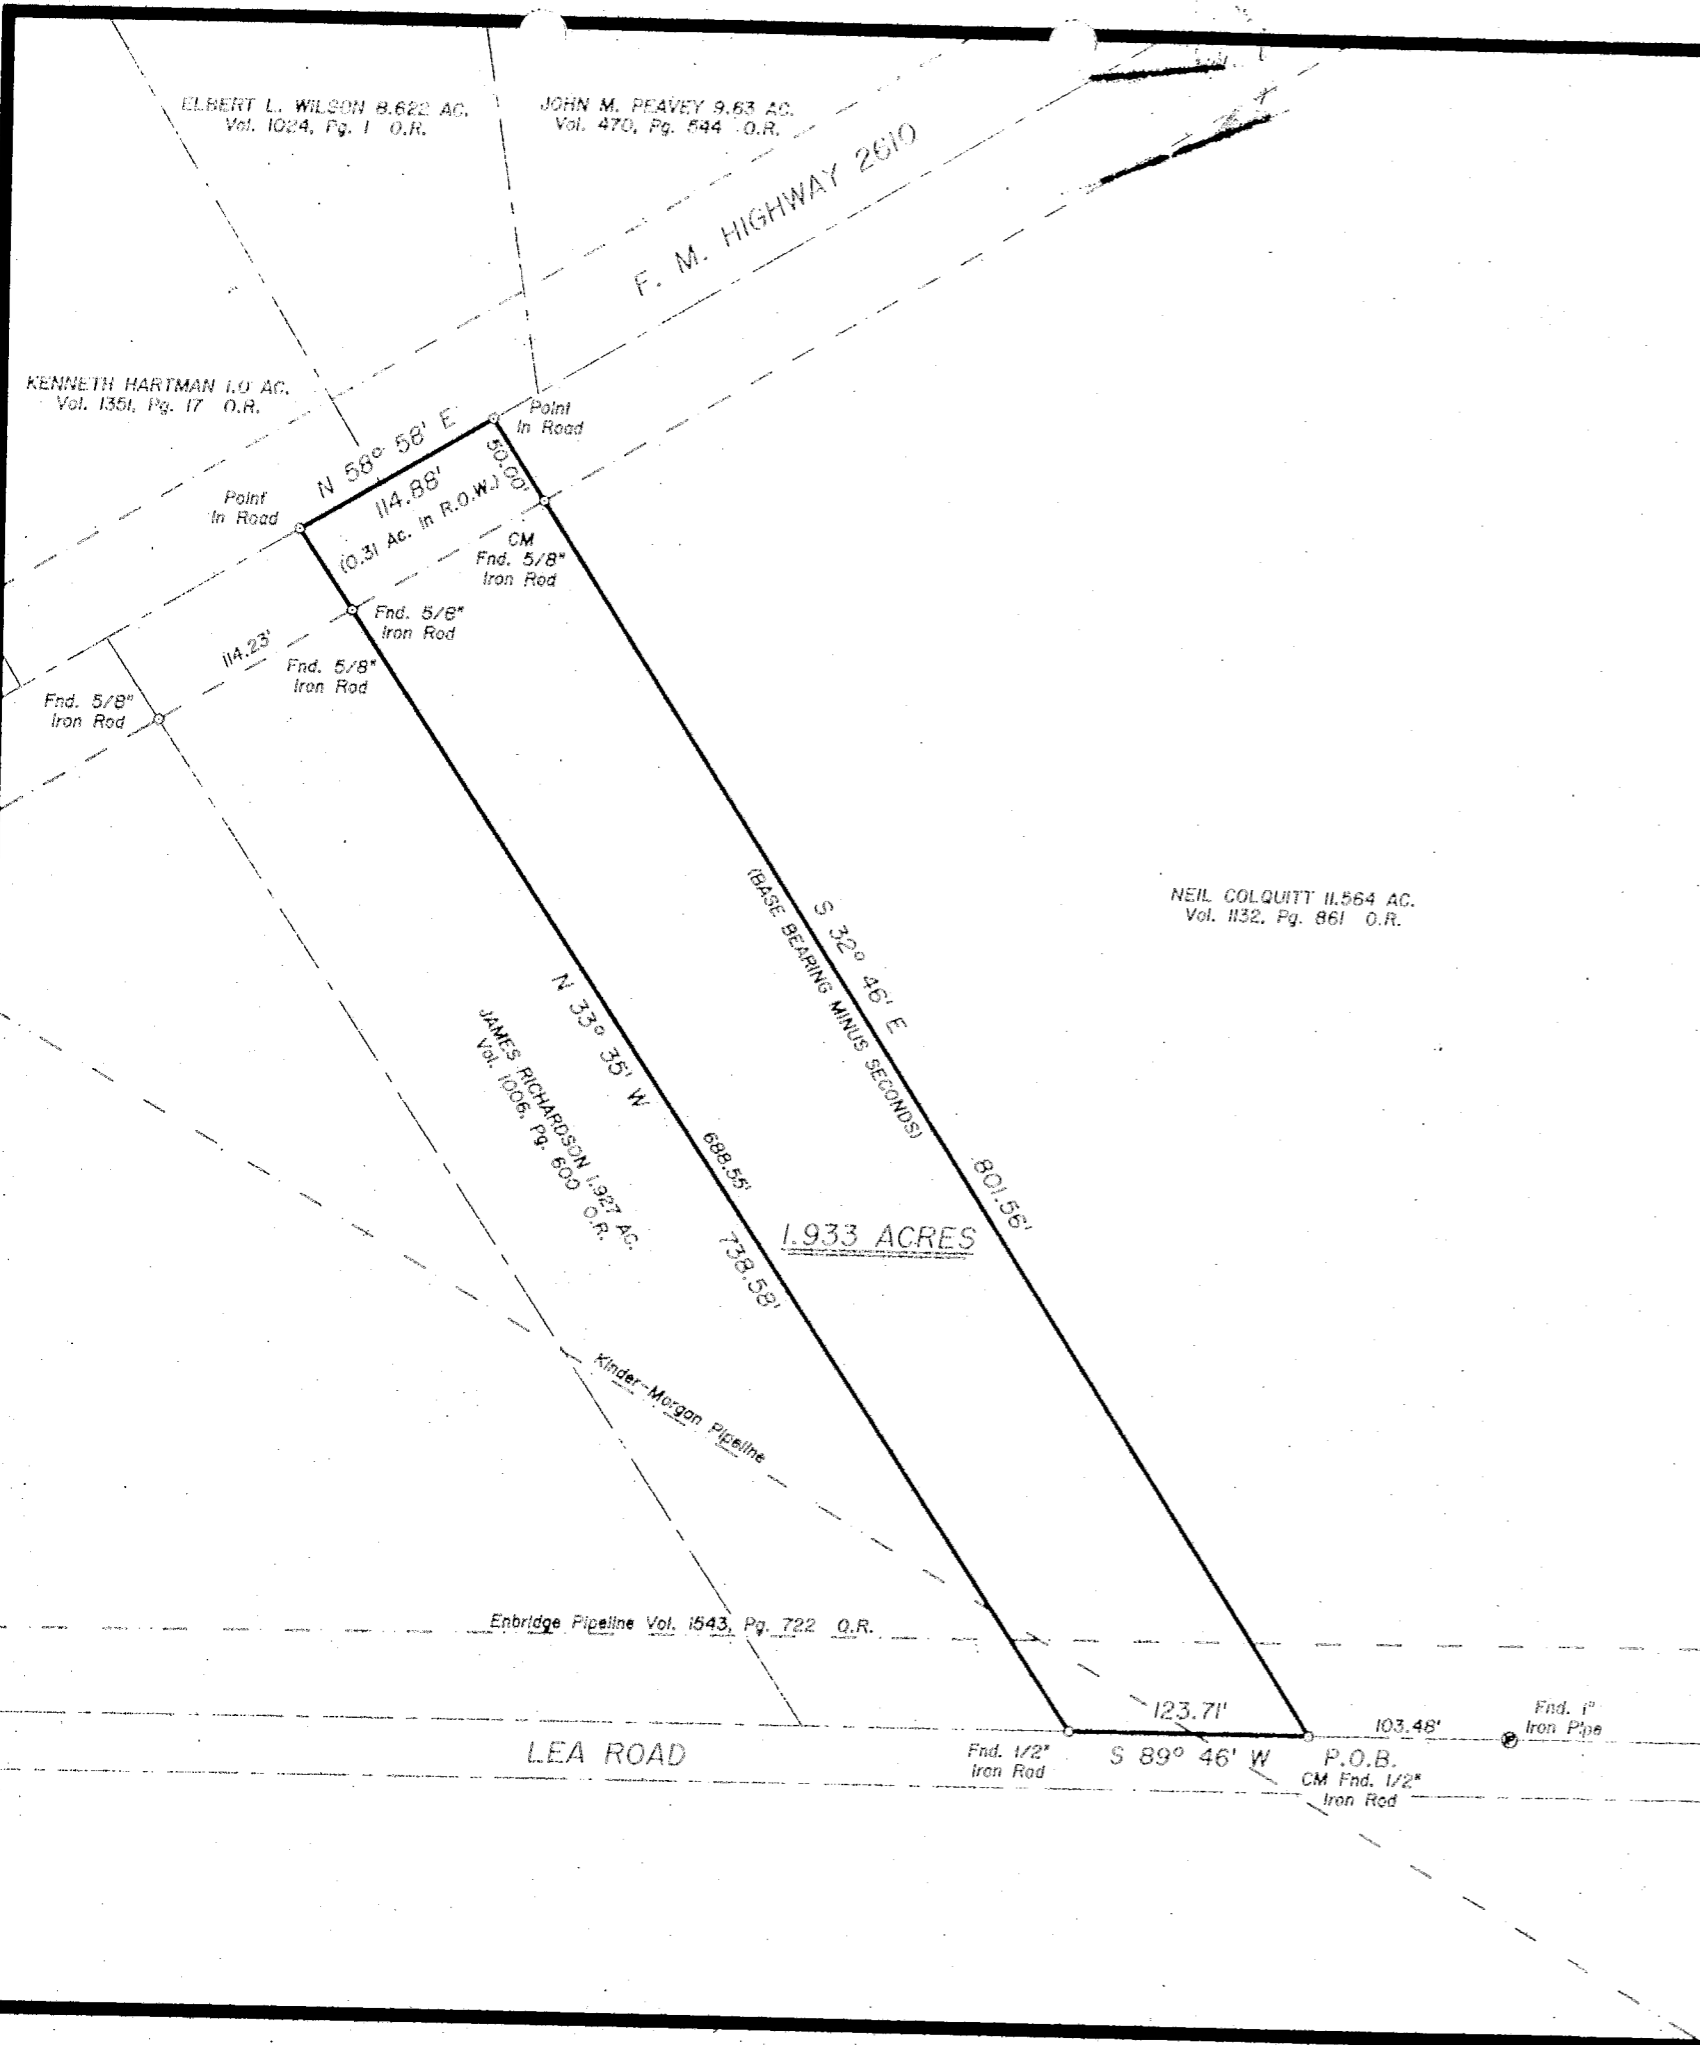 ELBERT L. WILSON 8.622 AC.
Vol. 1024, Pg. 1 O.R.
JOHN M. PEAVEY 9.63 AC.
Vol. 470, Pg. 544 O.R.
F. M. HIGHWAY 2610
KENNETH HARTMAN 1.0 AC.
Vol. 1351, Pg. 17 O.R.
Point
In Road
N 58° 58' E
114.88'
(0.31 Ac. In R.O.W.)
50.00'
Point
In Road
CM
Fnd. 5/8"
Iron Rod
Fnd. 5/8"
Iron Rod
114.23'
Fnd. 5/8"
Iron Rod
Fnd. 5/8"
Iron Rod
S 32° 46' E
(BASE BEARING MINUS SECONDS)
801.56'
NEIL COLQUITT 11.564 AC.
Vol. 1132, Pg. 861 O.R.
N 33° 35' W
688.55'
738.58'
JAMES RICHARDSON 1.927 AC.
Vol. 1006, Pg. 600 O.R.
1.933 ACRES
Kinder-Morgan Pipeline
Enbridge Pipeline Vol. 1543, Pg. 722 O.R.
123.71'
103.48'
Fnd. 1"
Iron Pipe
LEA ROAD
Fnd. 1/2"
Iron Rod
S 89° 46' W
P.O.B.
CM Fnd. 1/2"
Iron Rod